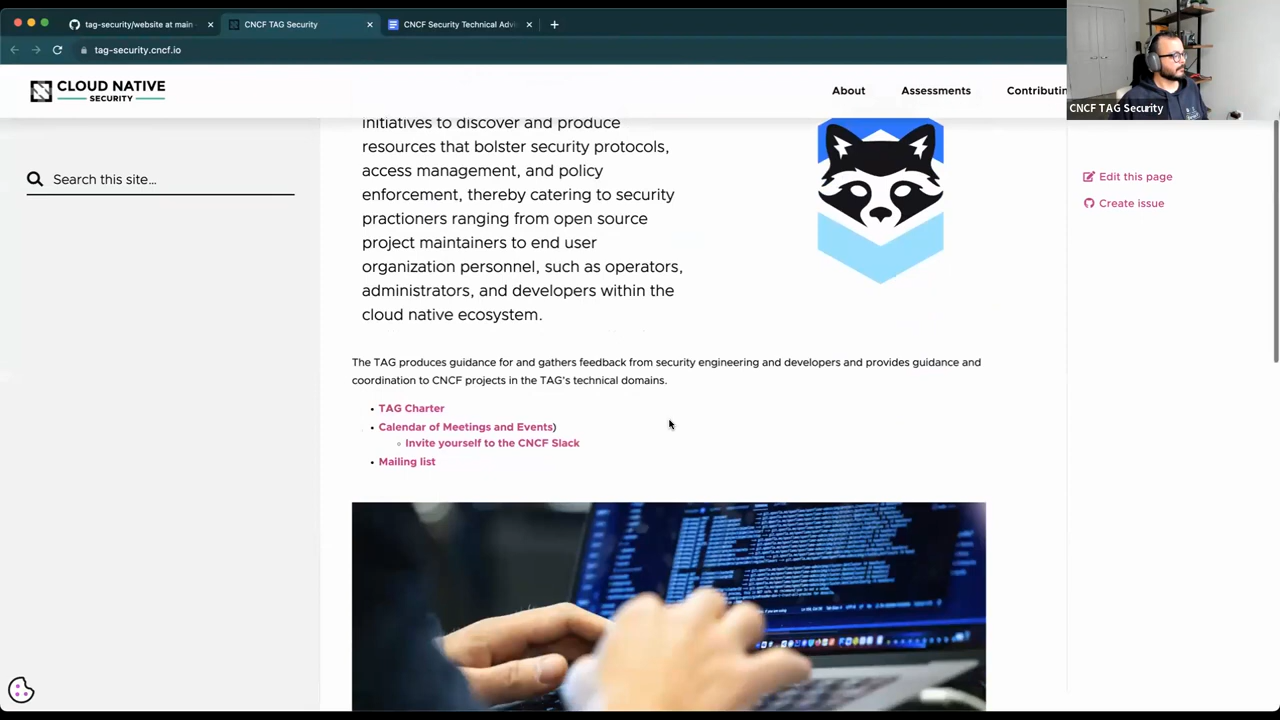 tag-security/website at main
CNCF TAG Security
CNCF Security Technical Advi
tag-security.cncf.io
CLOUD NATIVE
SECURITY
About
Assessments
Contributin
CNCF TAG Security
Search this site...
initiatives to discover and produce
resources that bolster security protocols,
access management, and policy
enforcement, thereby catering to security
practioners ranging from open source
project maintainers to end user
organization personnel, such as operators,
administrators, and developers within the
cloud native ecosystem.
Edit this page
Create issue
The TAG produces guidance for and gathers feedback from security engineering and developers and provides guidance and
coordination to CNCF projects in the TAG's technical domains.
• TAG Charter
• Calendar of Meetings and Events)
◦ Invite yourself to the CNCF Slack
• Mailing list